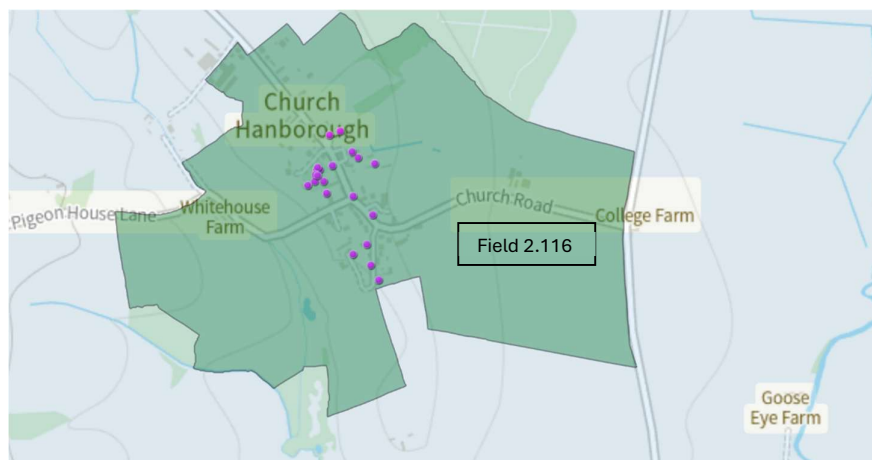 Church
Hanborough
Pigeon House Lane
Whitehouse
Farm
Church Road
College Farm
Field 2.116
Goose
Eye Farm